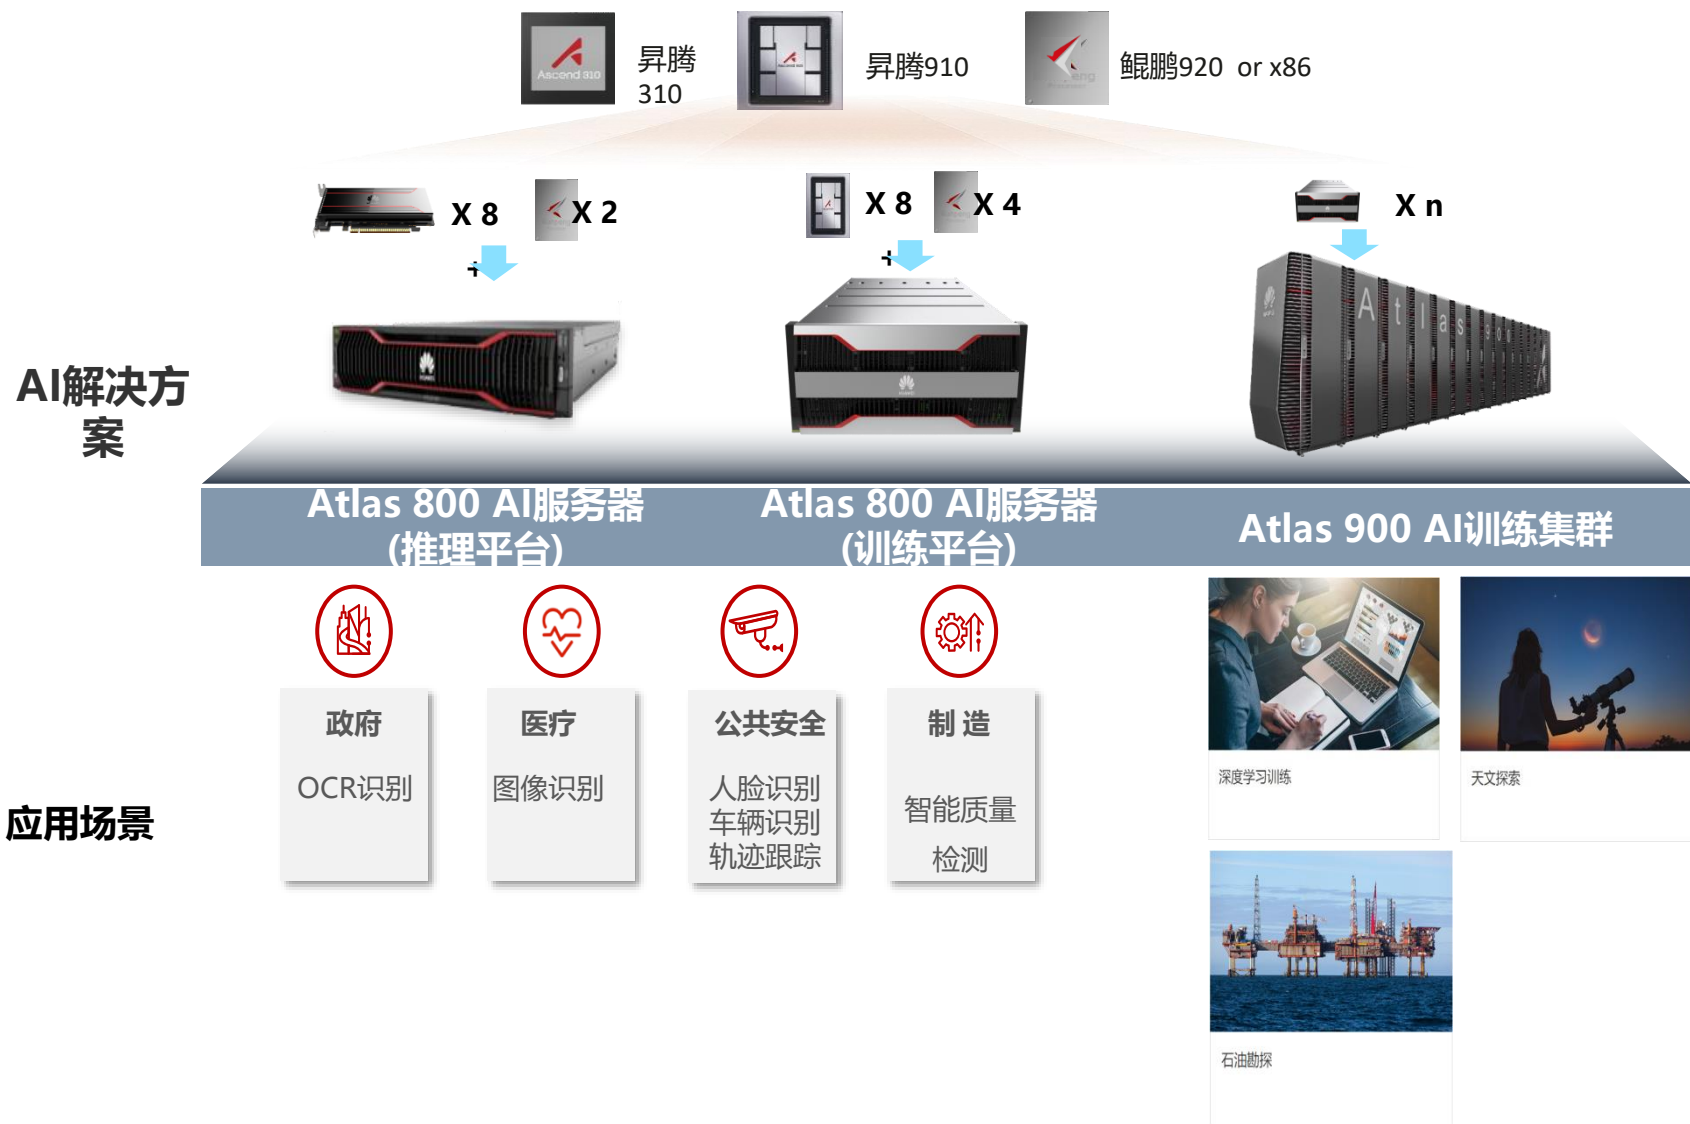 Ascend 310
昇腾
310
昇腾910
鲲鹏920 or x86
X 8
X 2
+
X 8
X 4
+
X n
HUAWEI
Atlas 900
AI解决方
案
Atlas 800 AI服务器
(推理平台)
Atlas 800 AI服务器
(训练平台)
Atlas 900 AI训练集群
应用场景
政府
OCR识别
医疗
图像识别
公共安全
人脸识别
车辆识别
轨迹跟踪
制 造
智能质量
检测
深度学习训练
天文探索
石油勘探